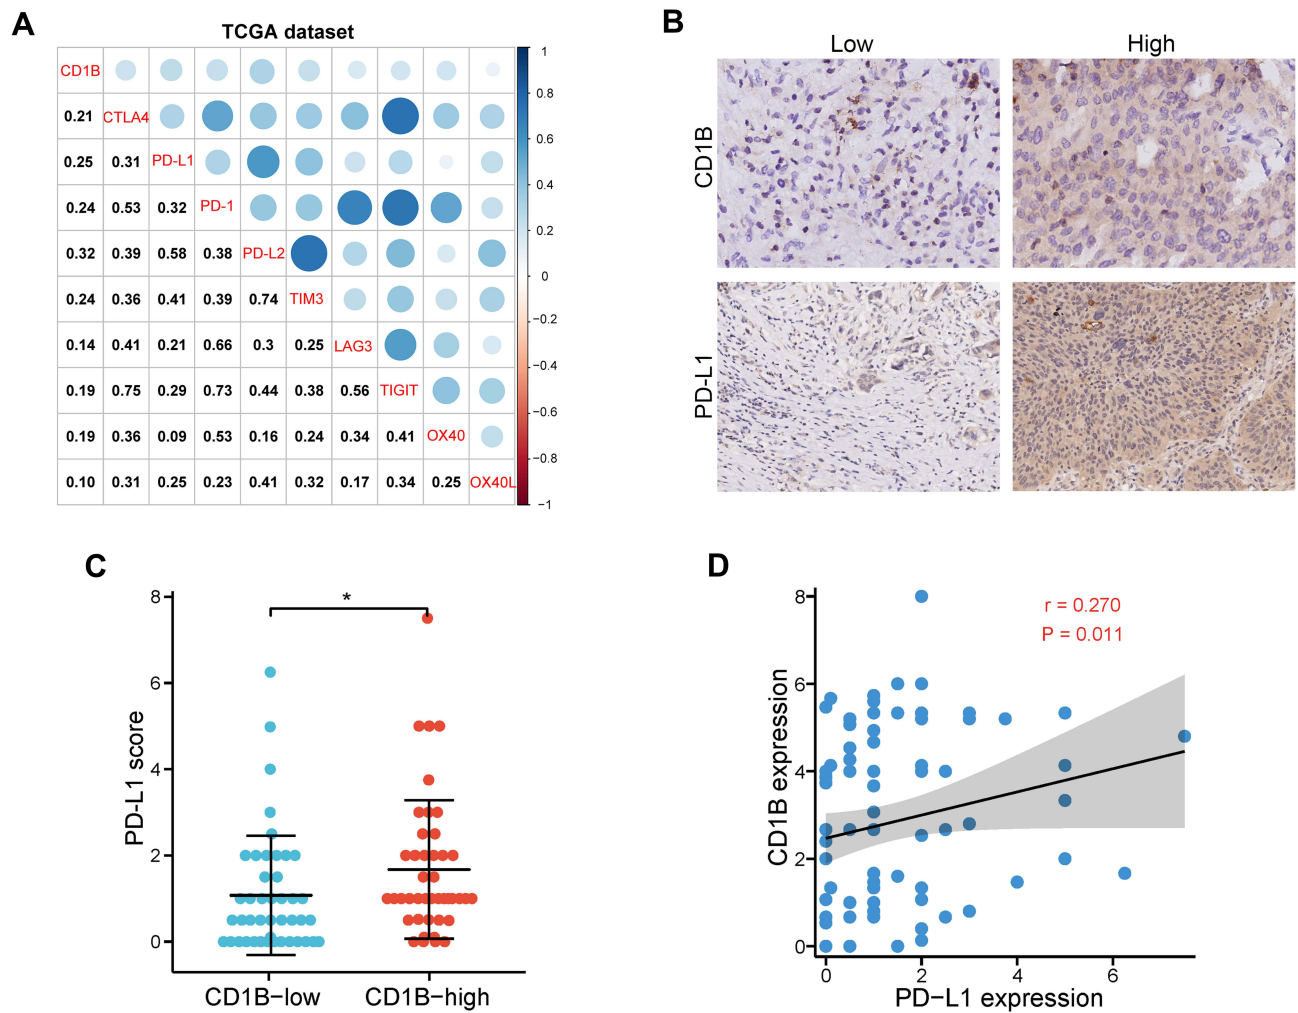 A
TCGA dataset
CD1B
0.21 CTLA4
0.25 0.31 PD-L1
0.24 0.53 0.32 PD-1
0.32 0.39 0.58 0.38 PD-L2
0.24 0.36 0.41 0.39 0.74 TIM3
0.14 0.41 0.21 0.66 0.3 0.25 LAG3
0.19 0.75 0.29 0.73 0.44 0.38 0.56 TIGIT
0.19 0.36 0.09 0.53 0.16 0.24 0.34 0.41 OX40
0.10 0.31 0.25 0.23 0.41 0.32 0.17 0.34 0.25 OX40L
1
0.8
0.6
0.4
0.2
0
−0.2
−0.4
−0.6
−0.8
−1
B
Low
High
CD1B
PD-L1
C
PD-L1 score
8
6
4
2
0
*
CD1B−low
CD1B−high
D
CD1B expression
8
6
4
2
0
r = 0.270
P = 0.011
0 2 4 6
PD−L1 expression